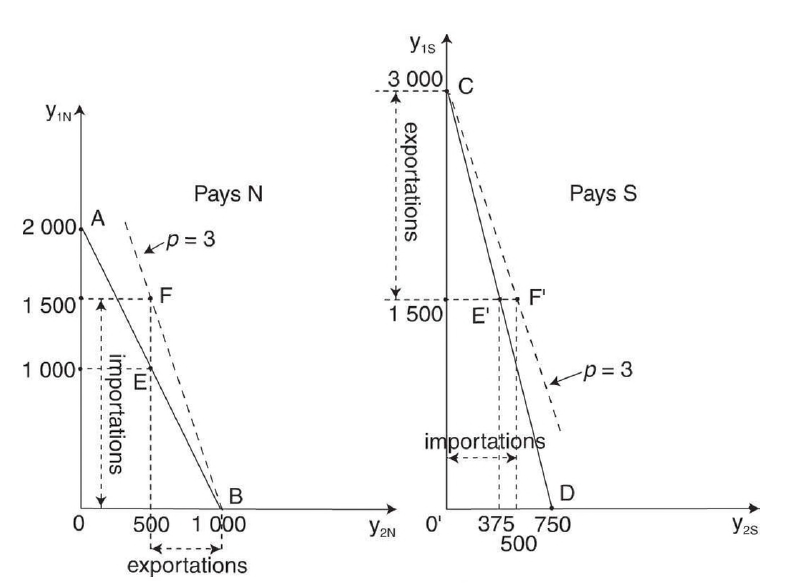 y₁N
Pays N
2 000
A
p = 3
1 500
F
1 000
E
importations
B
0
500
1 000
y₂N
exportations
y₁S
3 000
C
exportations
Pays S
1 500
E'
F'
p = 3
importations
D
0'
375
750
500
y₂S